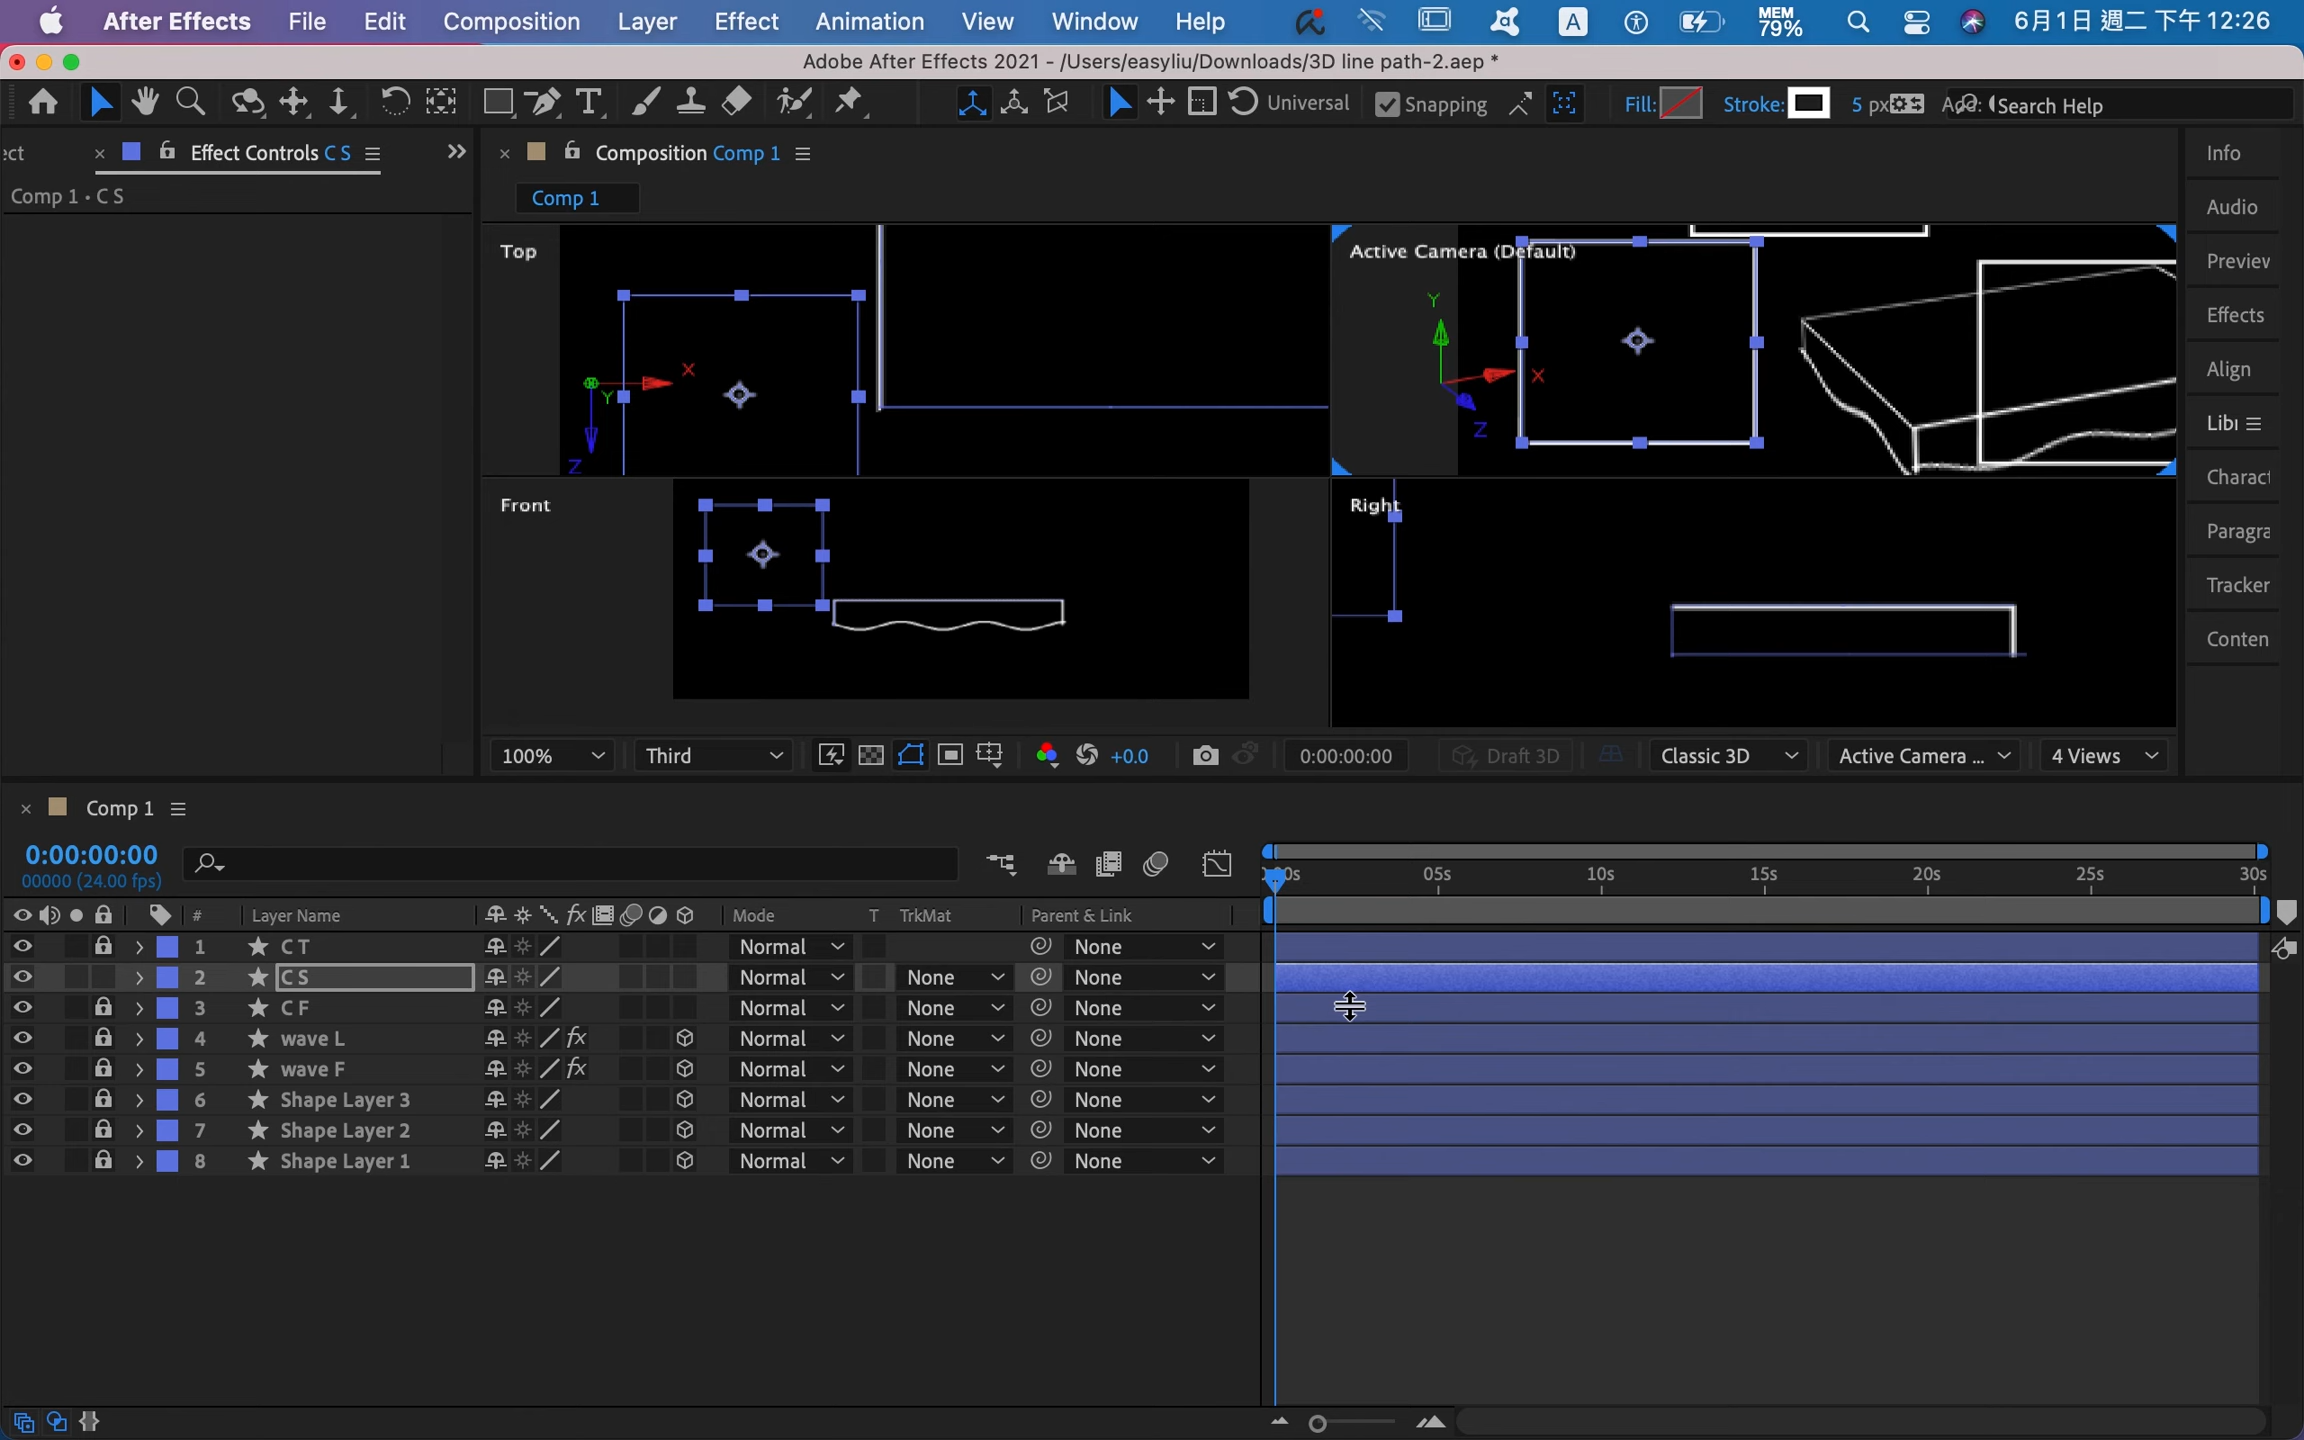 After Effects File Edit Composition Layer Effect Animation View Window Help A MEM 79% 6月1日 週二 下午 12:26
Adobe After Effects 2021 - /Users/easyliu/Downloads/3D line path-2.aep *
Universal Snapping Fill: Stroke: 5 px Search Help
ect Effect Controls C S Composition Comp 1 Info
Comp 1 • C S Comp 1 Audio
Top Active Camera (Default) Preview
Effects
Align
Libr
Charact
Front Right Paragra
Tracker
Conten
X Y Z
Y X Z
100% Third +0.0 0:00:00:00 Draft 3D Classic 3D Active Camera ... 4 Views
Comp 1
0:00:00:00
00000 (24.00 fps) 05s 10s 15s 20s 25s 30s
# Layer Name fx Mode T TrkMat Parent & Link
1 C T Normal None
2 C S Normal None None
3 C F Normal None None
4 wave L fx Normal None None
5 wave F fx Normal None None
6 Shape Layer 3 Normal None None
7 Shape Layer 2 Normal None None
8 Shape Layer 1 Normal None None